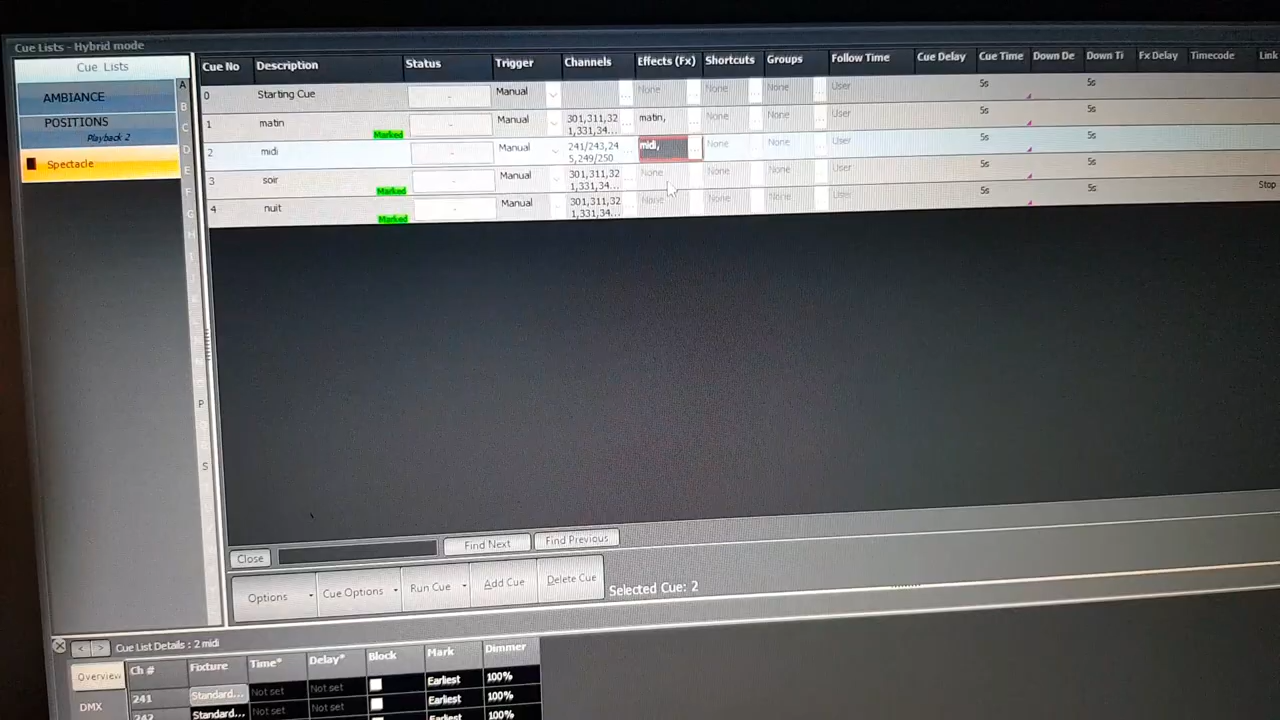 Cue Lists - Hybrid mode
Cue Lists
AMBIANCE
POSITIONS
Playback 2
Spectacle
A
B
C
D
E
F
G
H
P
S
Cue No Description Status Trigger Channels Effects (Fx) Shortcuts Groups Follow Time Cue Delay Cue Time Down De Down Ti Fx Delay Timecode Link
0 Starting Cue - Manual ... None ... None None User 5s 5s
1 matin Marked - Manual 301,311,32 1,331,34... ... matin, ... None ... None ... User 5s 5s
2 midi - Manual 241/243,24 5,249/250 ... midi, ... None ... None ... User 5s 5s
3 soir Marked - Manual 301,311,32 1,331,34... ... None ... None ... None ... User 5s 5s
4 nuit Marked - Manual 301,311,32 1,331,34... ... None ... None ... None ... User 5s 5s Stop
Close Find Next Find Previous
Options Cue Options Run Cue Add Cue Delete Cue Selected Cue: 2
< > Cue List Details : 2 midi
Overview Ch # Fixture Time* Delay* Block Mark Dimmer
241 Standard... Not set Not set Earliest 100%
DMX 242 Standard... Not set Not set Earliest 100%
Earliest 100%